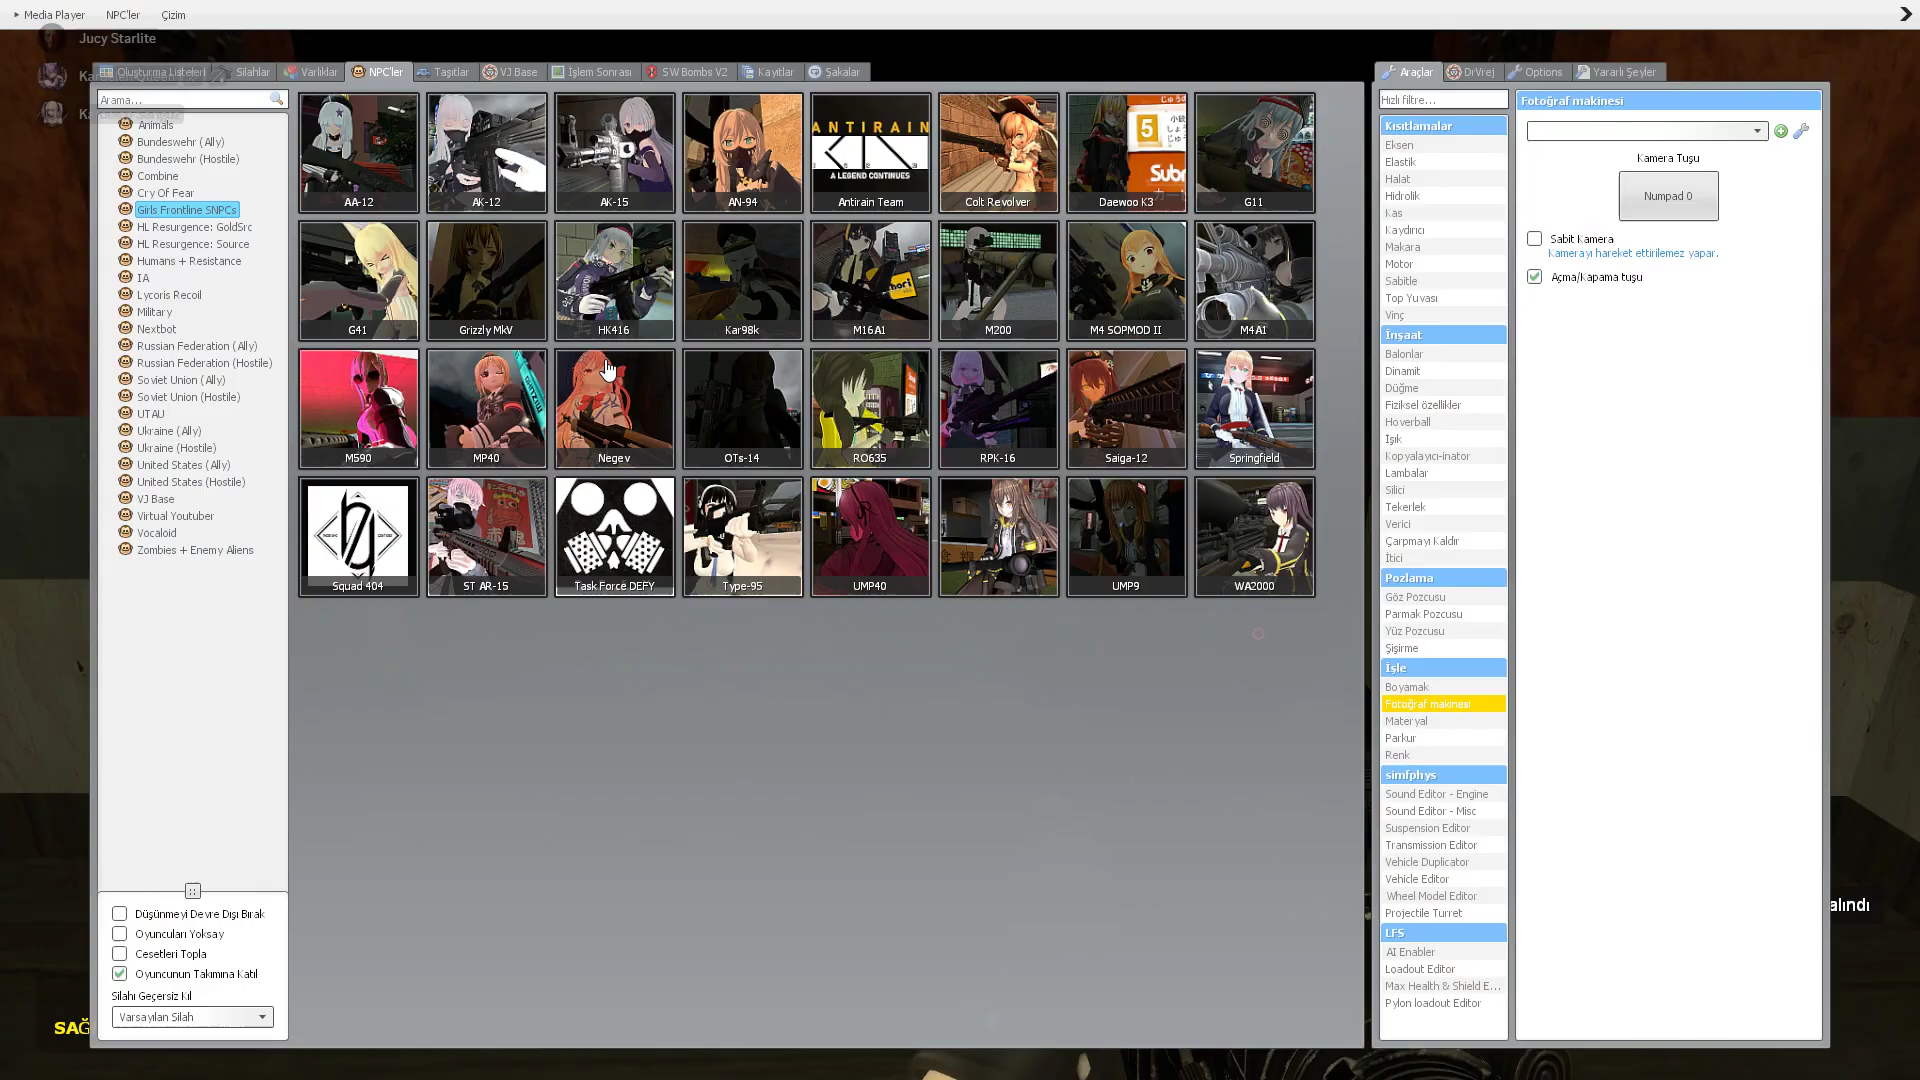 Media Player NPC'ler Çizim
Jucy Starlite
Oluşturma Listeleri Silahlar Varlıklar NPC'ler Taşıtlar VJ Base İşlem Sonrası SW Bombs V2 Kayıtlar Şakalar
Arama...
Animals
Bundeswehr (Ally)
Bundeswehr (Hostile)
Combine
Cry Of Fear
Girls Frontline SNPCs
HL Resurgence: GoldSrc
HL Resurgence: Source
Humans + Resistance
IA
Lycoris Recoil
Military
Nextbot
Russian Federation (Ally)
Russian Federation (Hostile)
Soviet Union (Ally)
Soviet Union (Hostile)
UTAU
Ukraine (Ally)
Ukraine (Hostile)
United States (Ally)
United States (Hostile)
VJ Base
Virtual Youtuber
Vocaloid
Zombies + Enemy Aliens
Düşünmeyi Devre Dışı Bırak
Oyuncuları Yoksay
Cesetleri Topla
Oyuncunun Takımına Katıl
Silahı Geçersiz Kıl
Varsayılan Silah
SAĞ
ANTIRAIN
A LEGEND CONTINUES
5
Subr
AA-12 AK-12 AK-15 AN-94 Antirain Team Colt Revolver Daewoo K3 G11
G41 Grizzly MkV HK416 Kar98k M16A1 M200 M4 SOPMOD II M4A1
M590 MP40 Negev OTs-14 RO635 RPK-16 Saiga-12 Springfield
Squad 404 ST AR-15 Task Force DEFY Type-95 UMP40 UMP9 WA2000
Araçlar DrVrej Options Yararlı Şeyler
Hızlı filtre...
Kısıtlamalar
Eksen
Elastik
Halat
Hidrolik
Kas
Kaydırıcı
Makara
Motor
Sabitle
Top Yuvası
Vinç
İnşaat
Balonlar
Dinamit
Düğme
Fiziksel özellikler
Hoverball
Işık
Kopyalayıcı-inator
Lambalar
Silici
Tekerlek
Verici
Çarpmayı Kaldır
İtici
Pozlama
Göz Pozcusu
Parmak Pozcusu
Yüz Pozcusu
Şişirme
İşle
Boyamak
Fotoğraf makinesi
Materyal
Parkur
Renk
simfphys
Sound Editor - Engine
Sound Editor - Misc
Suspension Editor
Transmission Editor
Vehicle Duplicator
Vehicle Editor
Wheel Model Editor
Projectile Turret
LFS
AI Enabler
Loadout Editor
Max Health & Shield E...
Pylon loadout Editor
Fotoğraf makinesi
Kamera Tuşu
Numpad 0
Sabit Kamera
Kamerayı hareket ettirilemez yapar.
Açma/Kapama tuşu
alındı